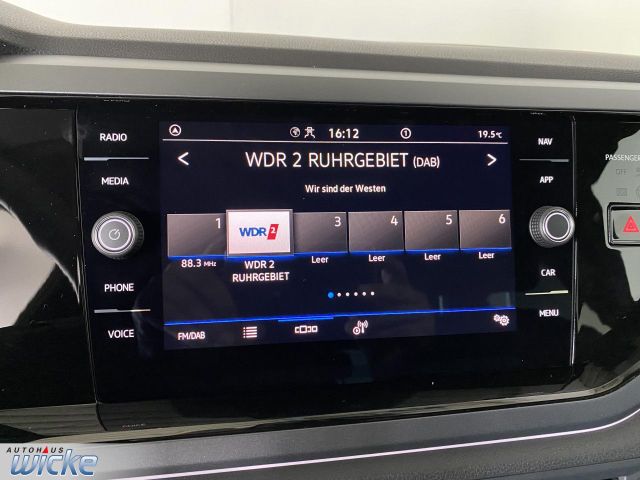 RADIO
MEDIA
PHONE
VOICE
16:12
19.5°C
WDR 2 RUHRGEBIET (DAB)
Wir sind der Westen
1
WDR 2
3
4
5
6
88.3 MHz
WDR 2
RUHRGEBIET
Leer
Leer
Leer
Leer
FM/DAB
NAV
APP
CAR
MENU
PASSENGER
OFF
AUTOHAUS
WICKE